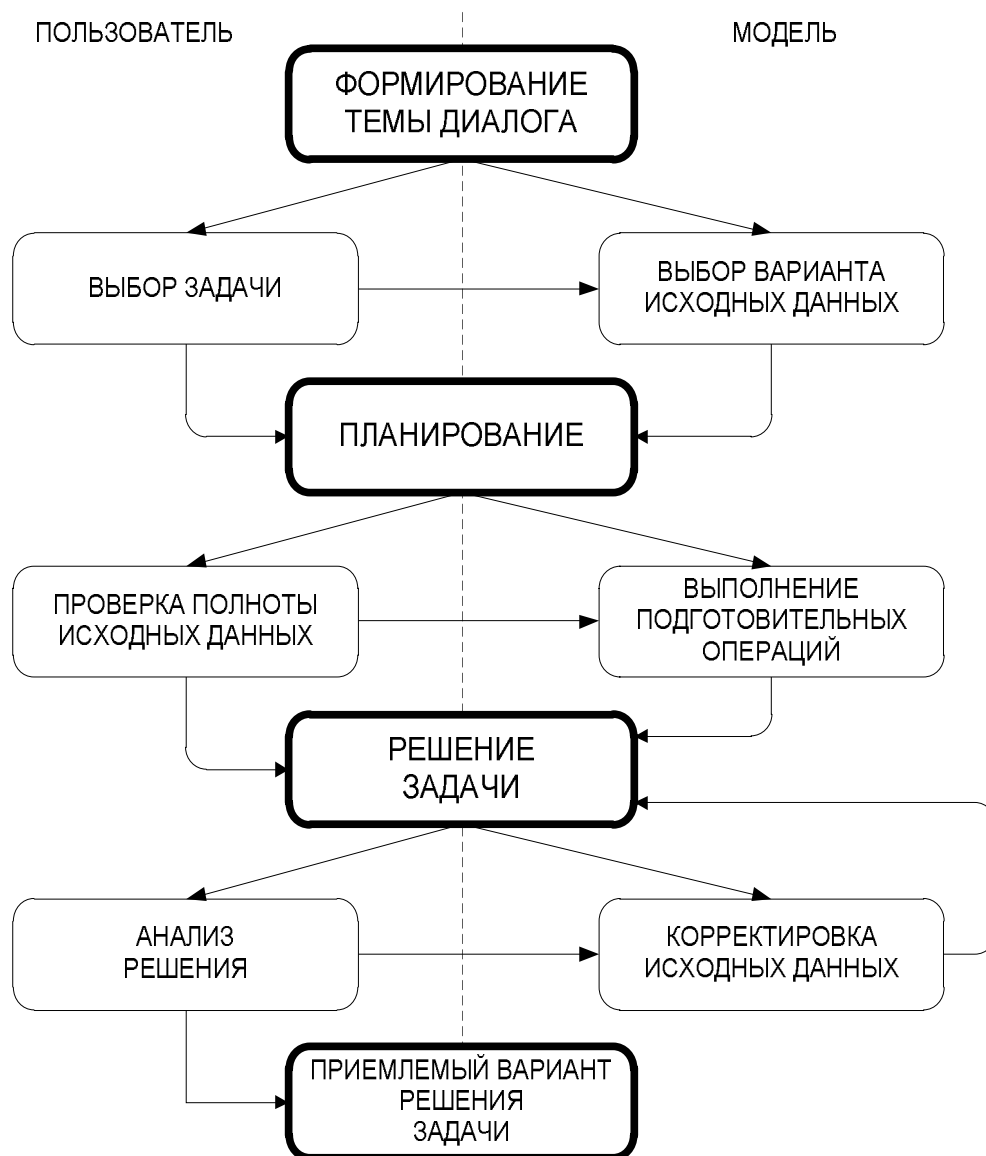 ПОЛЬЗОВАТЕЛЬ
МОДЕЛЬ
ФОРМИРОВАНИЕ
ТЕМЫ ДИАЛОГА
ВЫБОР ЗАДАЧИ
ВЫБОР ВАРИАНТА
ИСХОДНЫХ ДАННЫХ
ПЛАНИРОВАНИЕ
ПРОВЕРКА ПОЛНОТЫ
ИСХОДНЫХ ДАННЫХ
ВЫПОЛНЕНИЕ
ПОДГОТОВИТЕЛЬНЫХ
ОПЕРАЦИЙ
РЕШЕНИЕ
ЗАДАЧИ
АНАЛИЗ
РЕШЕНИЯ
КОРРЕКТИРОВКА
ИСХОДНЫХ ДАННЫХ
ПРИЕМЛЕМЫЙ ВАРИАНТ
РЕШЕНИЯ
ЗАДАЧИ